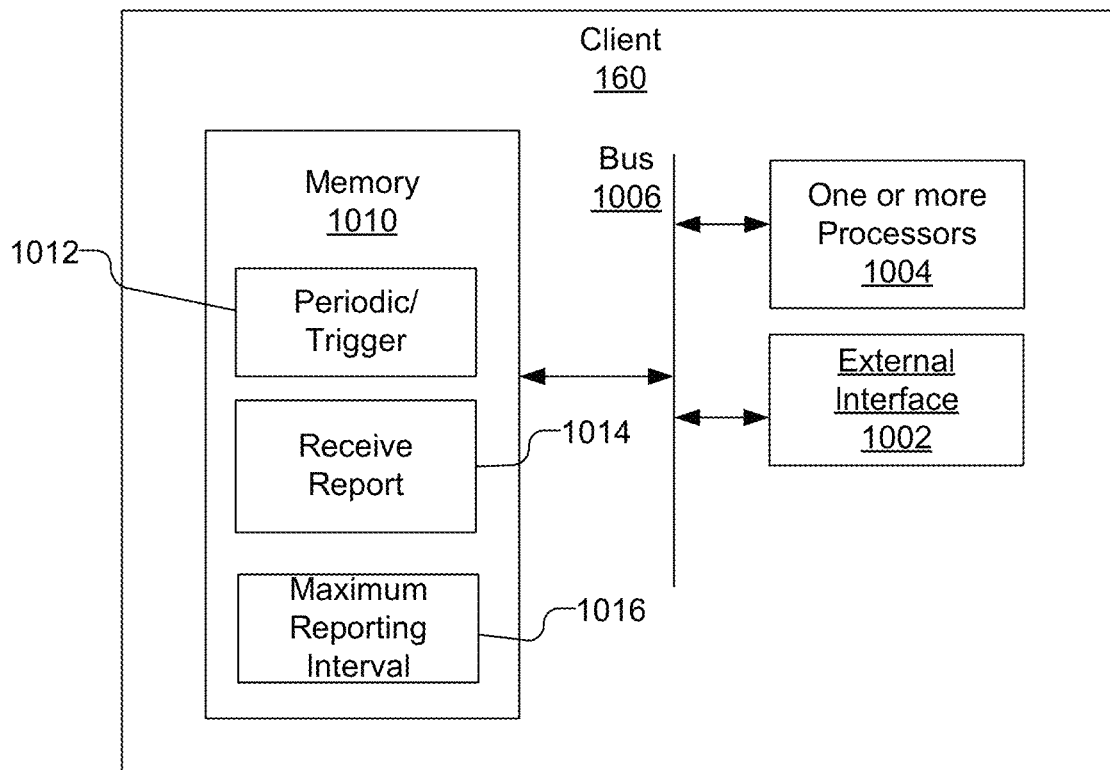 Client
160
Memory
1010
Bus
1006
One or more
Processors
1004
1012
Periodic/
Trigger
External
Interface
1002
Receive
Report
1014
Maximum
Reporting
Interval
1016